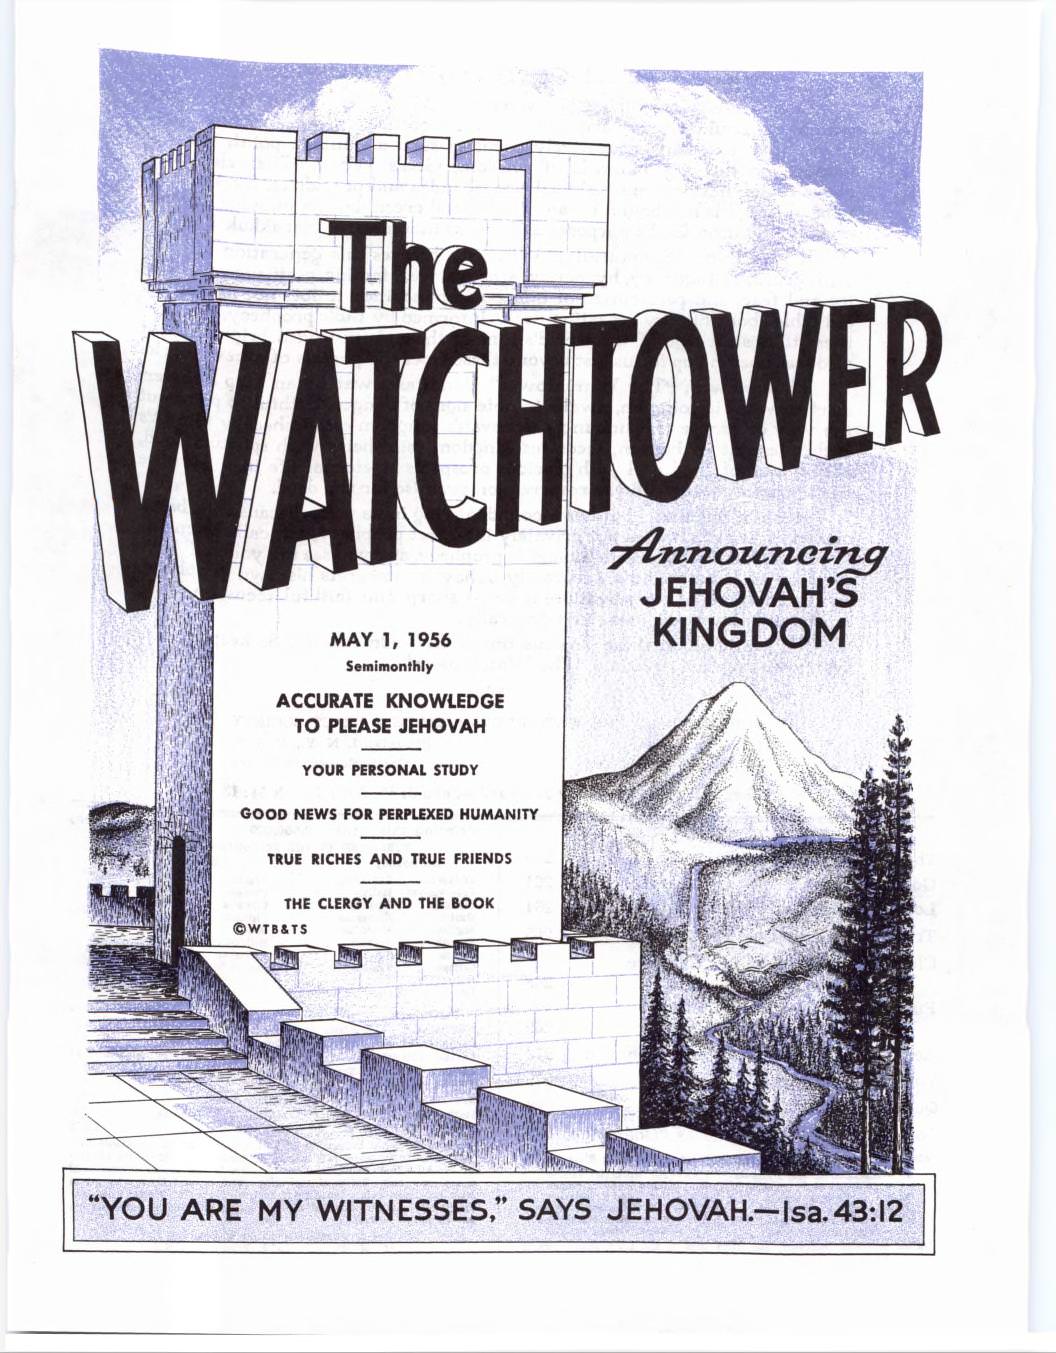 The
WATCHTOWER
Announcing
JEHOVAH'S
KINGDOM
MAY 1, 1956
Semimonthly
ACCURATE KNOWLEDGE
TO PLEASE JEHOVAH
YOUR PERSONAL STUDY
GOOD NEWS FOR PERPLEXED HUMANITY
TRUE RICHES AND TRUE FRIENDS
THE CLERGY AND THE BOOK
©WTB&TS
"YOU ARE MY WITNESSES," SAYS JEHOVAH.—Isa. 43:12